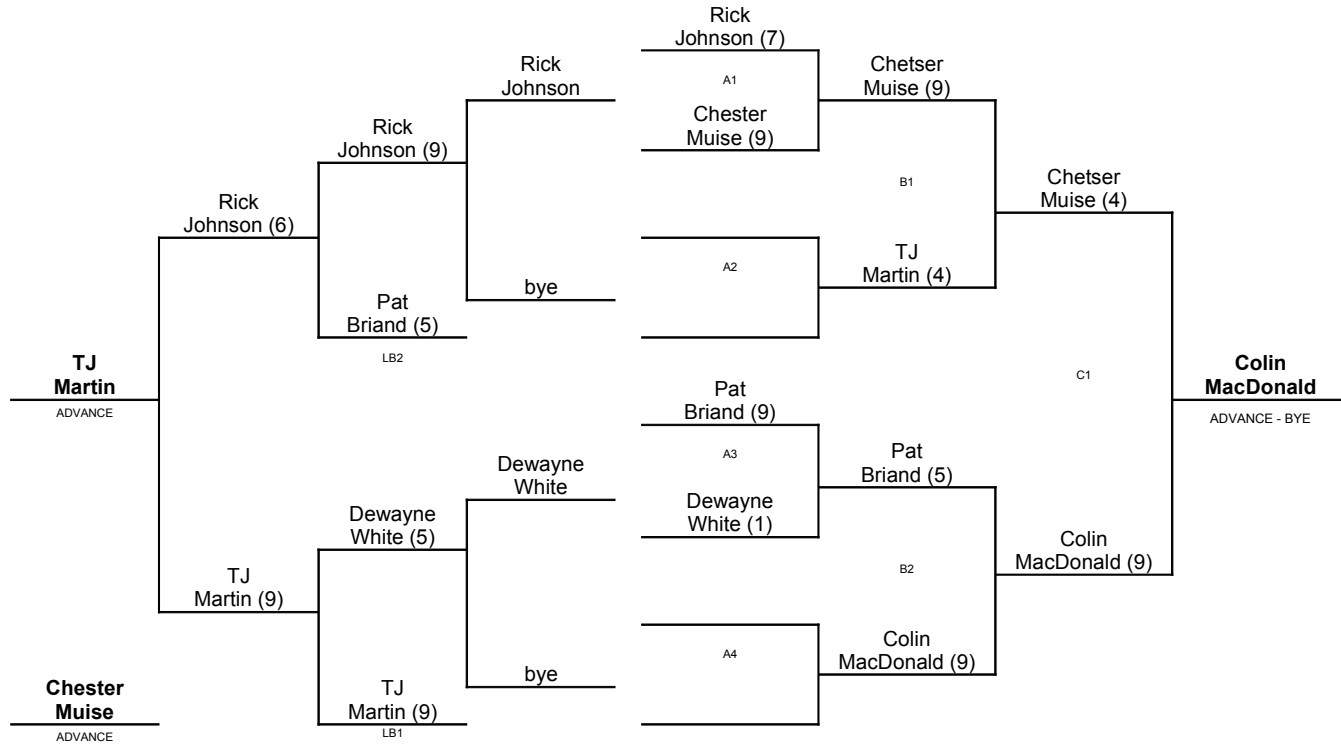 Rick
Johnson (7)
Rick
Johnson
A1
Chetser
Muise (9)
Chester
Muise (9)
Rick
Johnson (9)
B1
Chetser
Muise (4)
Rick
Johnson (6)
A2
TJ
Martin (4)
bye
Pat
Briand (5)
LB2
TJ
Martin
ADVANCE
C1
Colin
MacDonald
ADVANCE - BYE
Pat
Briand (9)
A3
Pat
Briand (5)
Dewayne
White
Dewayne
White (1)
Dewayne
White (5)
B2
Colin
MacDonald (9)
TJ
Martin (9)
A4
Colin
MacDonald (9)
bye
Chester
Muise
ADVANCE
TJ
Martin (9)
LB1